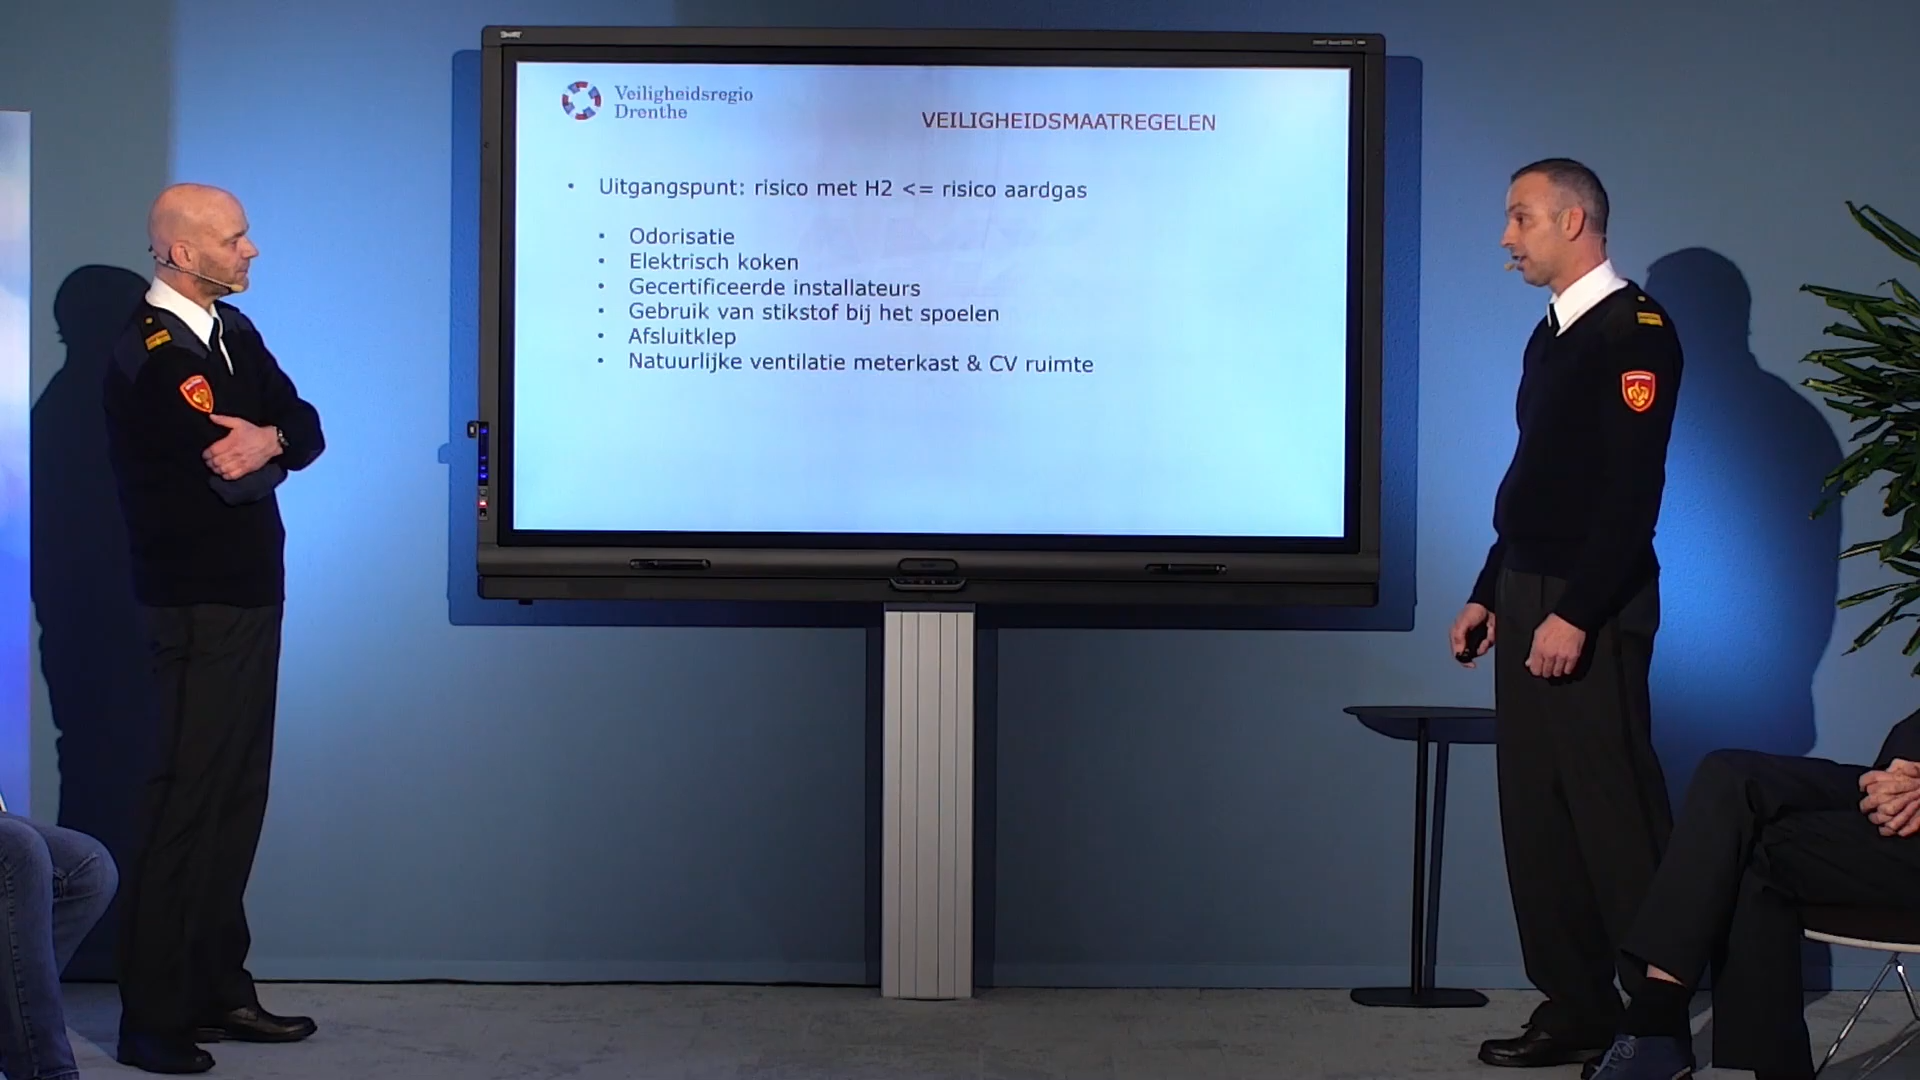 SMART
Veiligheidsregio
Drenthe
VEILIGHEIDSMAATREGELEN
• Uitgangspunt: risico met H2 <= risico aardgas
• Odorisatie
• Elektrisch koken
• Gecertificeerde installateurs
• Gebruik van stikstof bij het spoelen
• Afsluitklep
• Natuurlijke ventilatie meterkast & CV ruimte